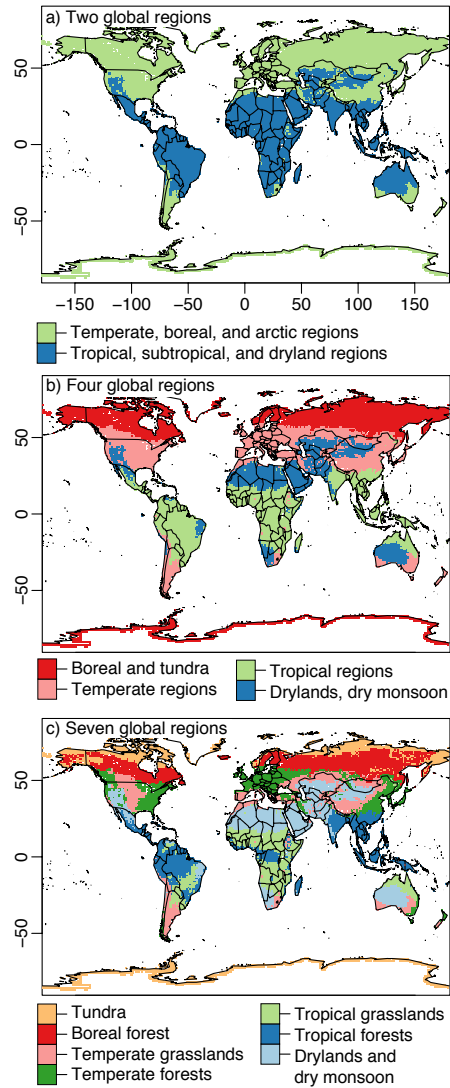 a) Two global regions
50
0
−50
−150 −100 −50 0 50 100 150
Temperate, boreal, and arctic regions
Tropical, subtropical, and dryland regions
b) Four global regions
50
0
−50
Boreal and tundra
Temperate regions
Tropical regions
Drylands, dry monsoon
c) Seven global regions
50
0
−50
Tundra
Boreal forest
Temperate grasslands
Temperate forests
Tropical grasslands
Tropical forests
Drylands and
dry monsoon